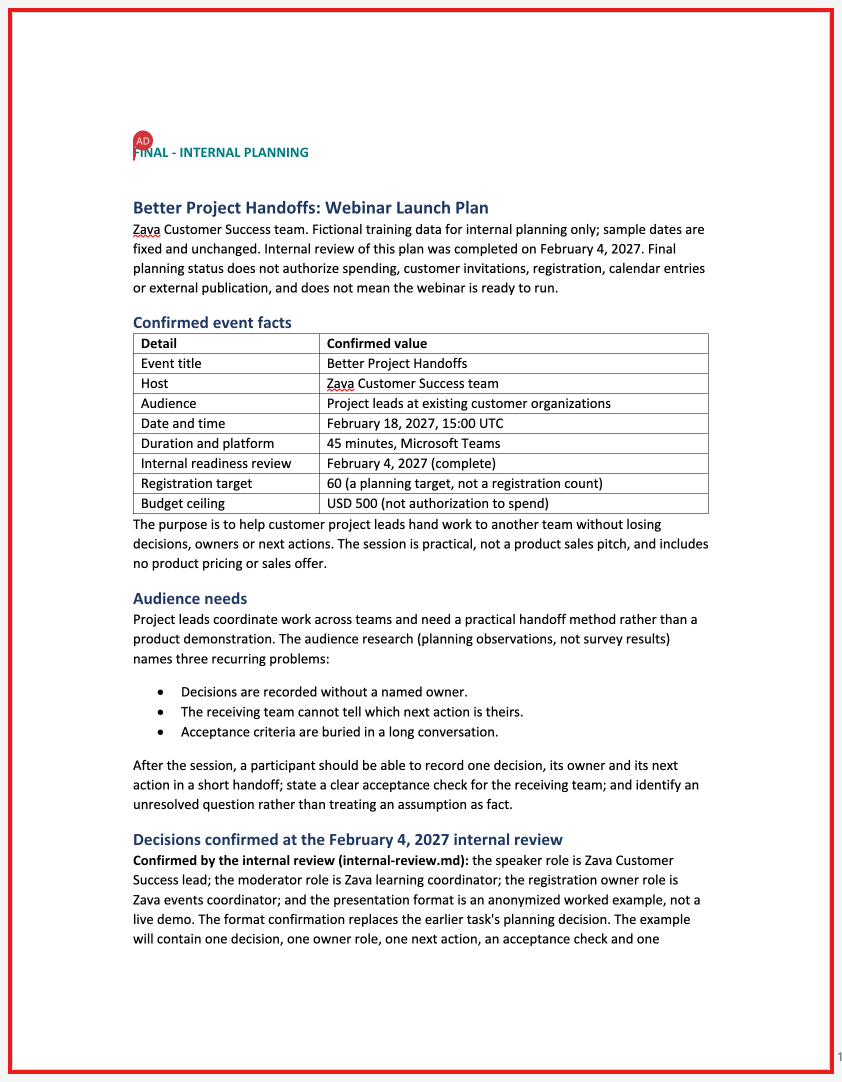 AD
FINAL - INTERNAL PLANNING
Better Project Handoffs: Webinar Launch Plan
Zava Customer Success team. Fictional training data for internal planning only; sample dates are
fixed and unchanged. Internal review of this plan was completed on February 4, 2027. Final
planning status does not authorize spending, customer invitations, registration, calendar entries
or external publication, and does not mean the webinar is ready to run.
Confirmed event facts
Detail Confirmed value
Event title Better Project Handoffs
Host Zava Customer Success team
Audience Project leads at existing customer organizations
Date and time February 18, 2027, 15:00 UTC
Duration and platform 45 minutes, Microsoft Teams
Internal readiness review February 4, 2027 (complete)
Registration target 60 (a planning target, not a registration count)
Budget ceiling USD 500 (not authorization to spend)
The purpose is to help customer project leads hand work to another team without losing
decisions, owners or next actions. The session is practical, not a product sales pitch, and includes
no product pricing or sales offer.
Audience needs
Project leads coordinate work across teams and need a practical handoff method rather than a
product demonstration. The audience research (planning observations, not survey results)
names three recurring problems:
• Decisions are recorded without a named owner.
• The receiving team cannot tell which next action is theirs.
• Acceptance criteria are buried in a long conversation.
After the session, a participant should be able to record one decision, its owner and its next
action in a short handoff; state a clear acceptance check for the receiving team; and identify an
unresolved question rather than treating an assumption as fact.
Decisions confirmed at the February 4, 2027 internal review
Confirmed by the internal review (internal-review.md): the speaker role is Zava Customer
Success lead; the moderator role is Zava learning coordinator; the registration owner role is
Zava events coordinator; and the presentation format is an anonymized worked example, not a
live demo. The format confirmation replaces the earlier task's planning decision. The example
will contain one decision, one owner role, one next action, an acceptance check and one
1